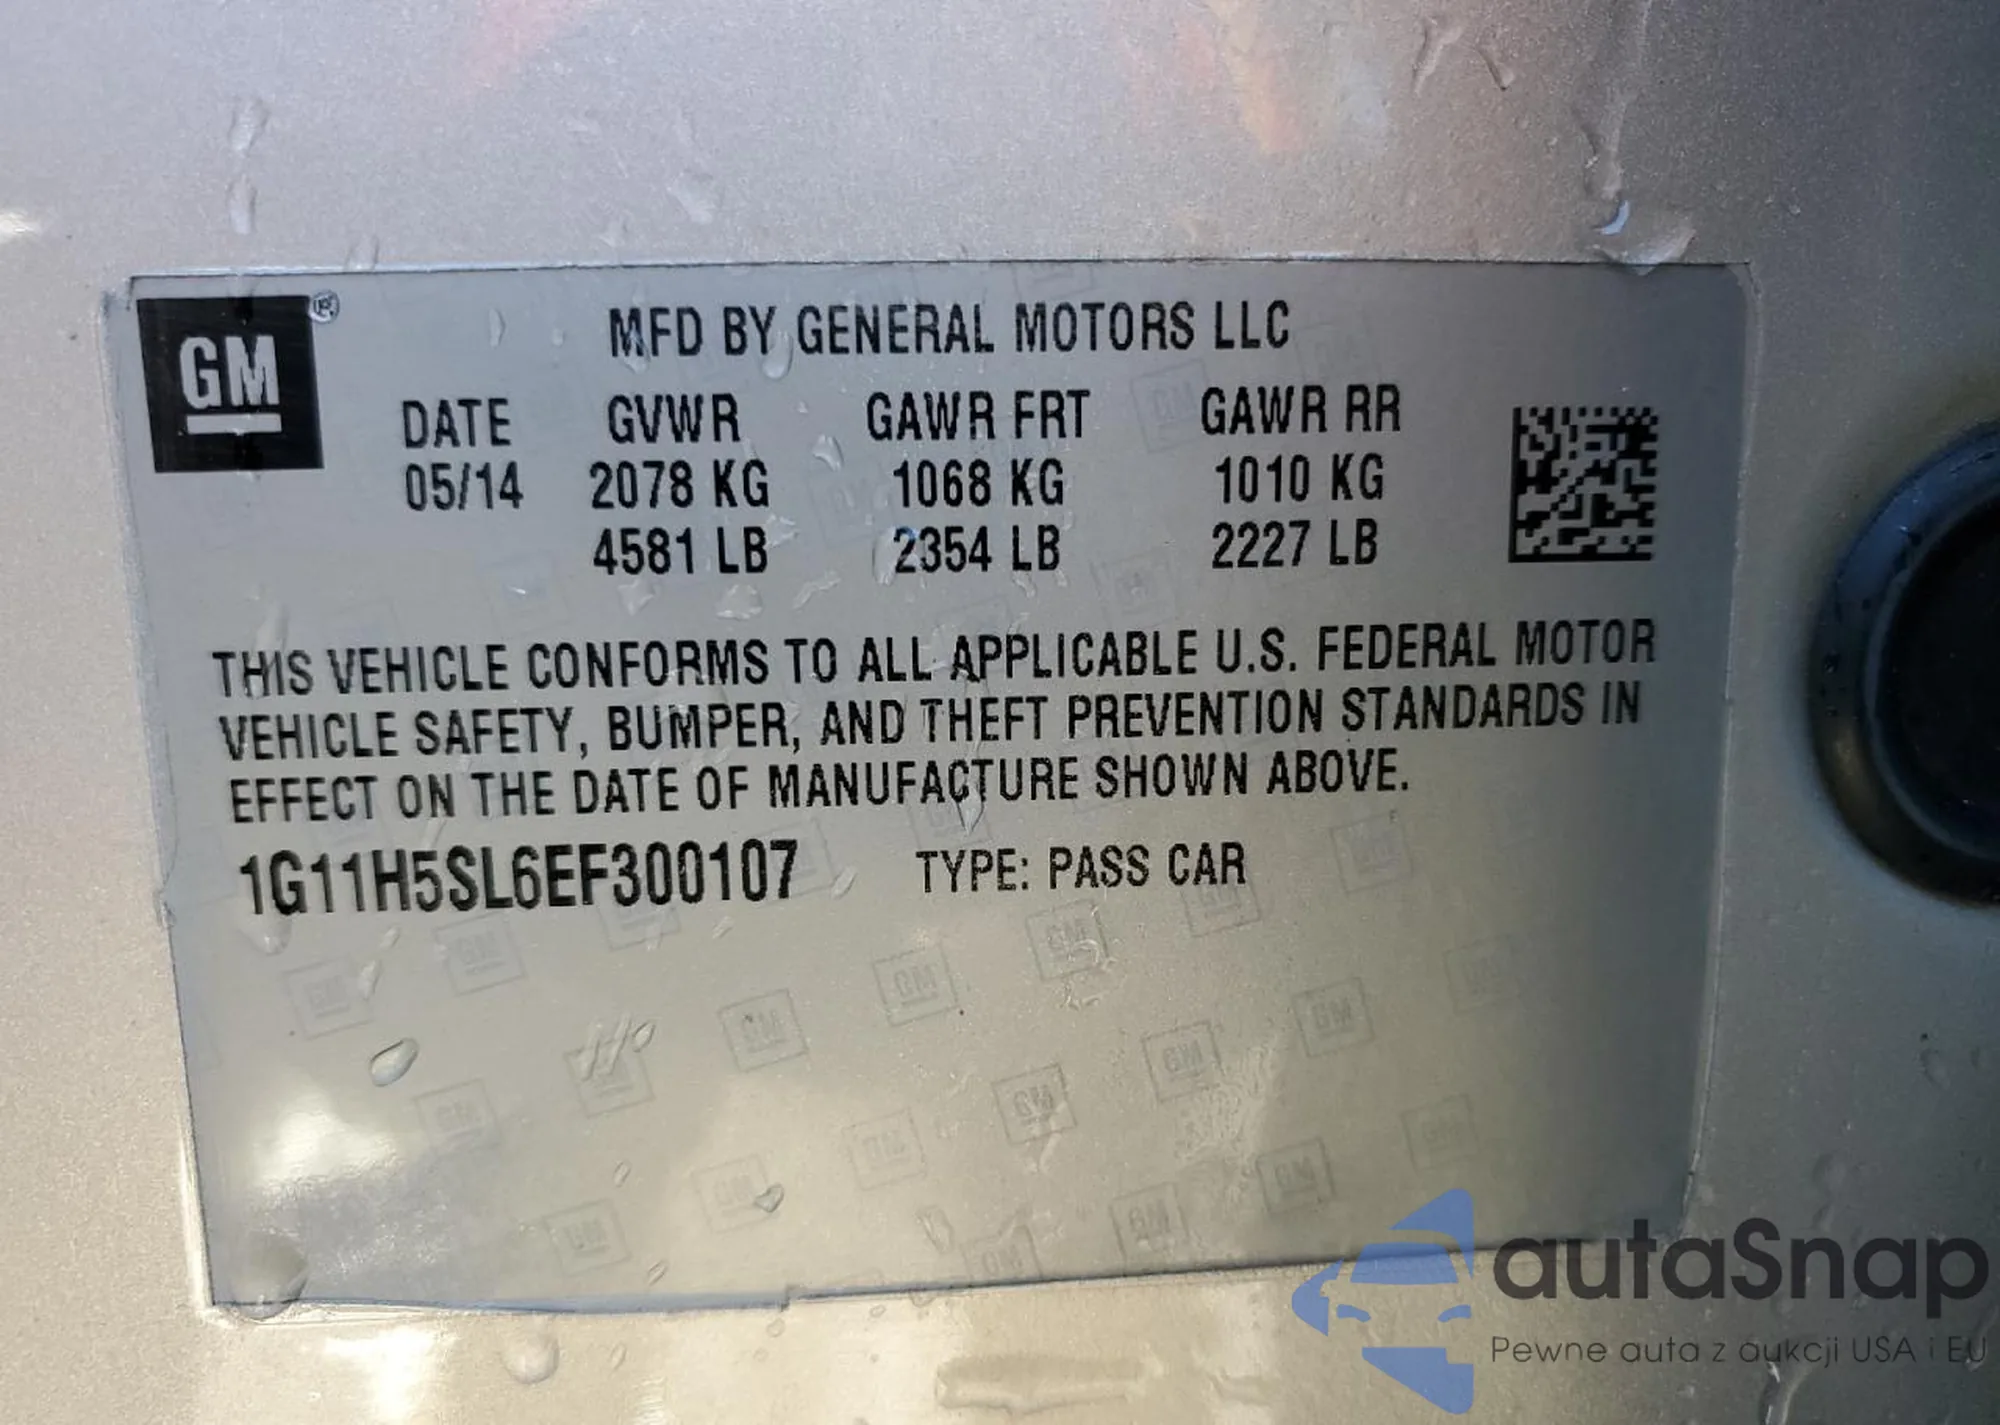 GM ®
MFD BY GENERAL MOTORS LLC
DATE GVWR GAWR FRT GAWR RR
05/14 2078 KG 1068 KG 1010 KG
4581 LB 2354 LB 2227 LB
THIS VEHICLE CONFORMS TO ALL APPLICABLE U.S. FEDERAL MOTOR
VEHICLE SAFETY, BUMPER, AND THEFT PREVENTION STANDARDS IN
EFFECT ON THE DATE OF MANUFACTURE SHOWN ABOVE.
1G11H5SL6EF300107 TYPE: PASS CAR
autaSnap
Pewne auta z aukcji USA i EU